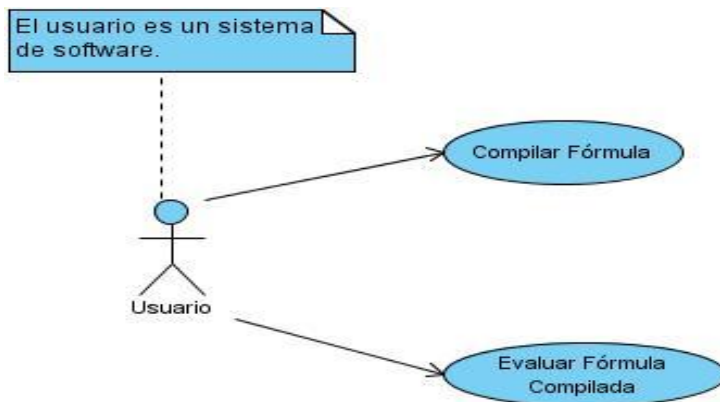 El usuario es un sistema
de software.
Compilar Fórmula
Usuario
Evaluar Fórmula
Compilada